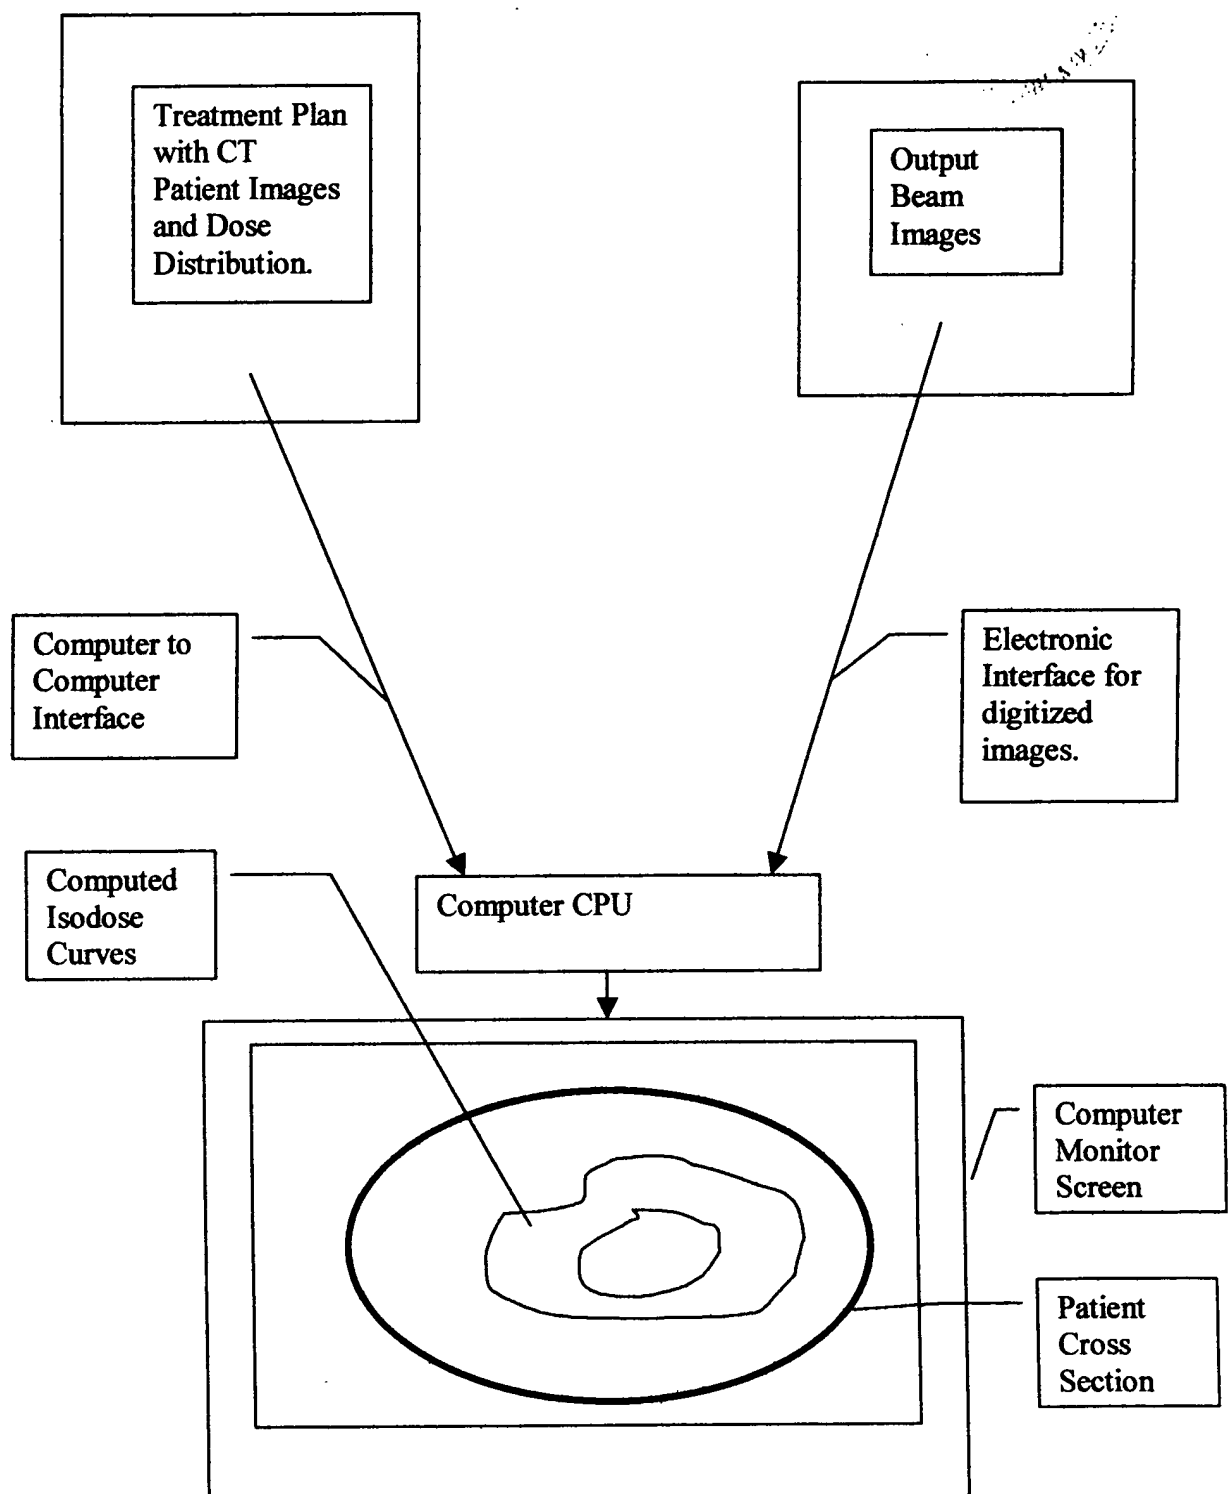 Treatment Plan
with CT
Patient Images
and Dose
Distribution.
Output
Beam
Images
Computer to
Computer
Interface
Electronic
Interface for
digitized
images.
Computed
Isodose
Curves
Computer CPU
Computer
Monitor
Screen
Patient
Cross
Section